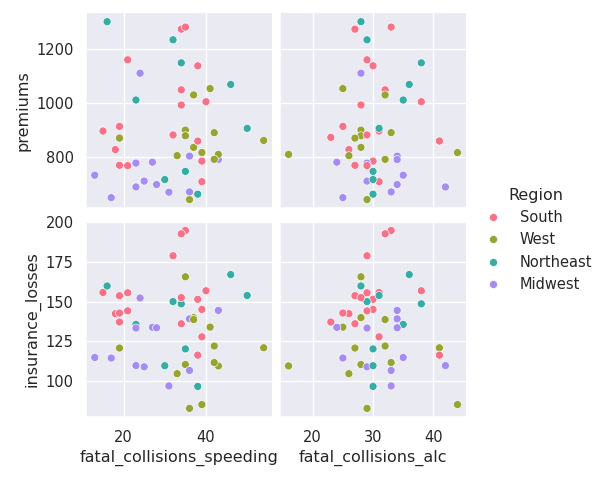 1200
1000
800
premiums
200
175
150
125
100
insurance_losses
20
40
20
30
40
fatal_collisions_speeding
fatal_collisions_alc
Region
South
West
Northeast
Midwest